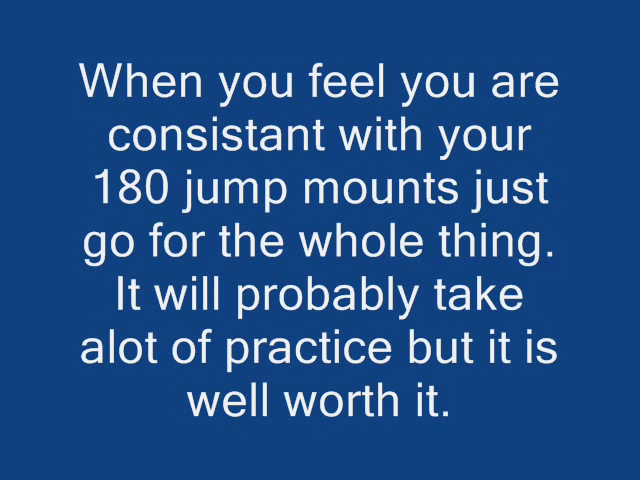 When you feel you are
consistant with your
180 jump mounts just
go for the whole thing.
It will probably take
alot of practice but it is
well worth it.